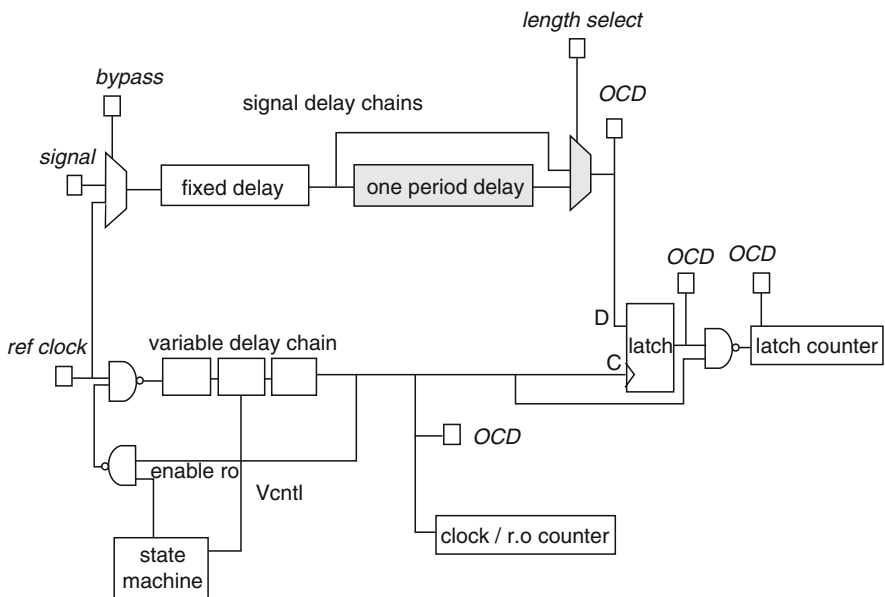 length select
bypass
signal delay chains
OCD
signal
fixed delay
one period delay
OCD
OCD
D
ref clock
variable delay chain
latch
latch counter
C
OCD
enable ro
Vcntl
clock / r.o counter
state
machine